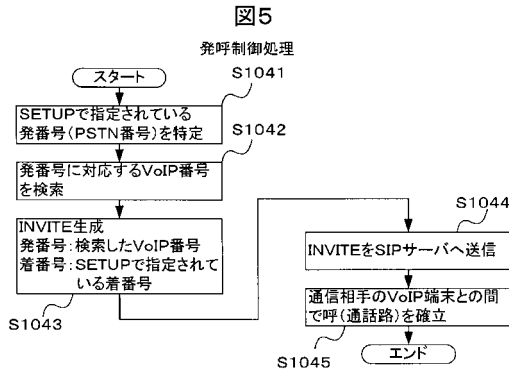 図5
発呼制御処理
スタート
S1041
SETUPで指定されている
発番号(PSTN番号)を特定
S1042
発番号に対応するVoIP番号
を検索
INVITE生成
発番号:検索したVoIP番号
着番号:SETUPで指定されて
いる着番号
S1043
S1044
INVITEをSIPサーバへ送信
通信相手のVoIP端末との間
で呼(通話路)を確立
S1045
エンド